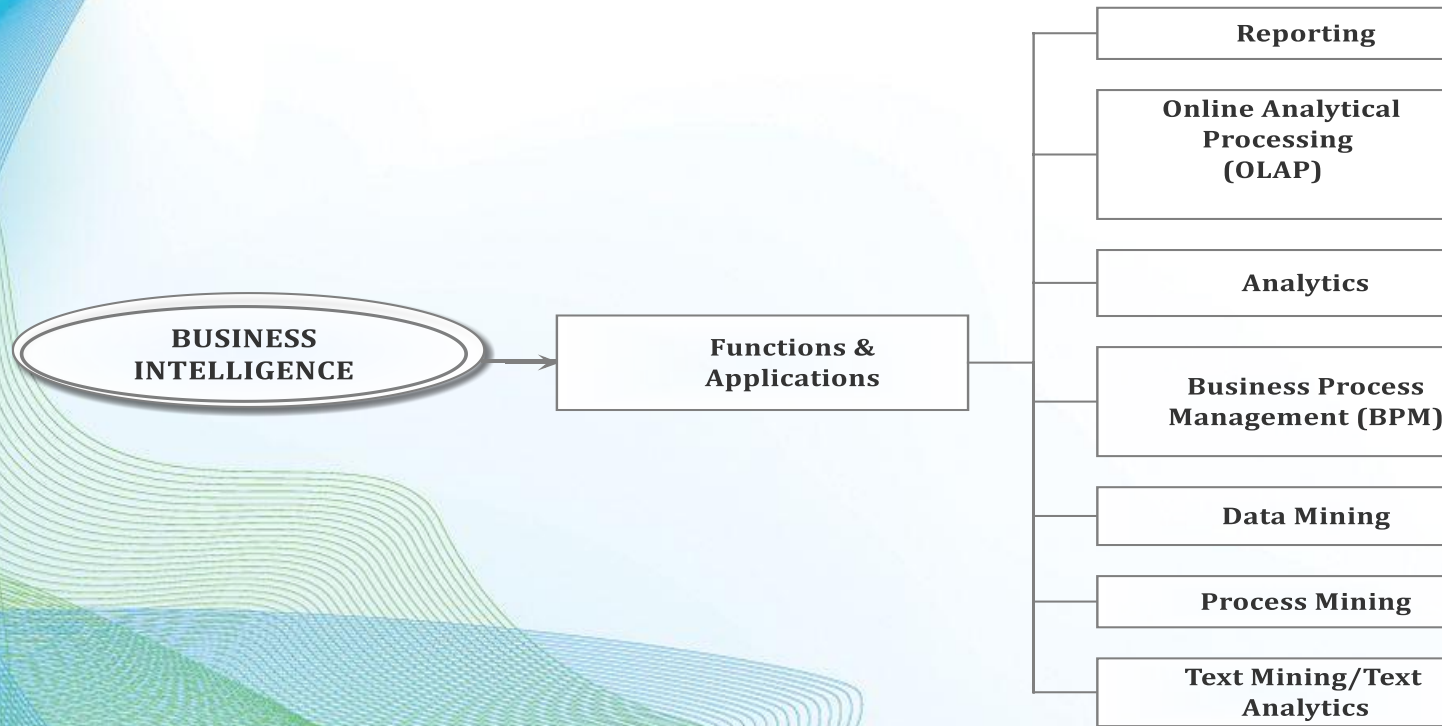 BUSINESS
INTELLIGENCE
Functions &
Applications
Reporting
Online Analytical
Processing
(OLAP)
Analytics
Business Process
Management (BPM)
Data Mining
Process Mining
Text Mining/Text
Analytics